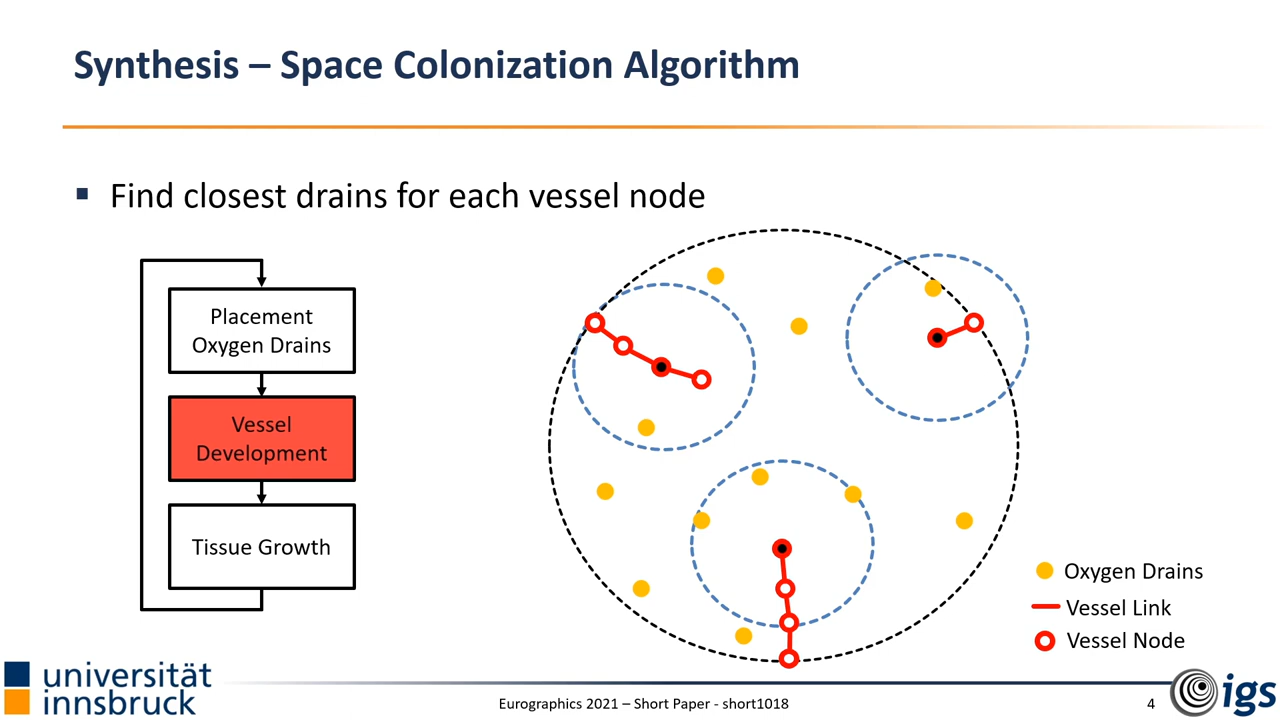 Synthesis – Space Colonization Algorithm
▪ Find closest drains for each vessel node
Placement
Oxygen Drains
Vessel
Development
Tissue Growth
Oxygen Drains
Vessel Link
Vessel Node
universität
innsbruck
Eurographics 2021 – Short Paper - short1018
4
igs